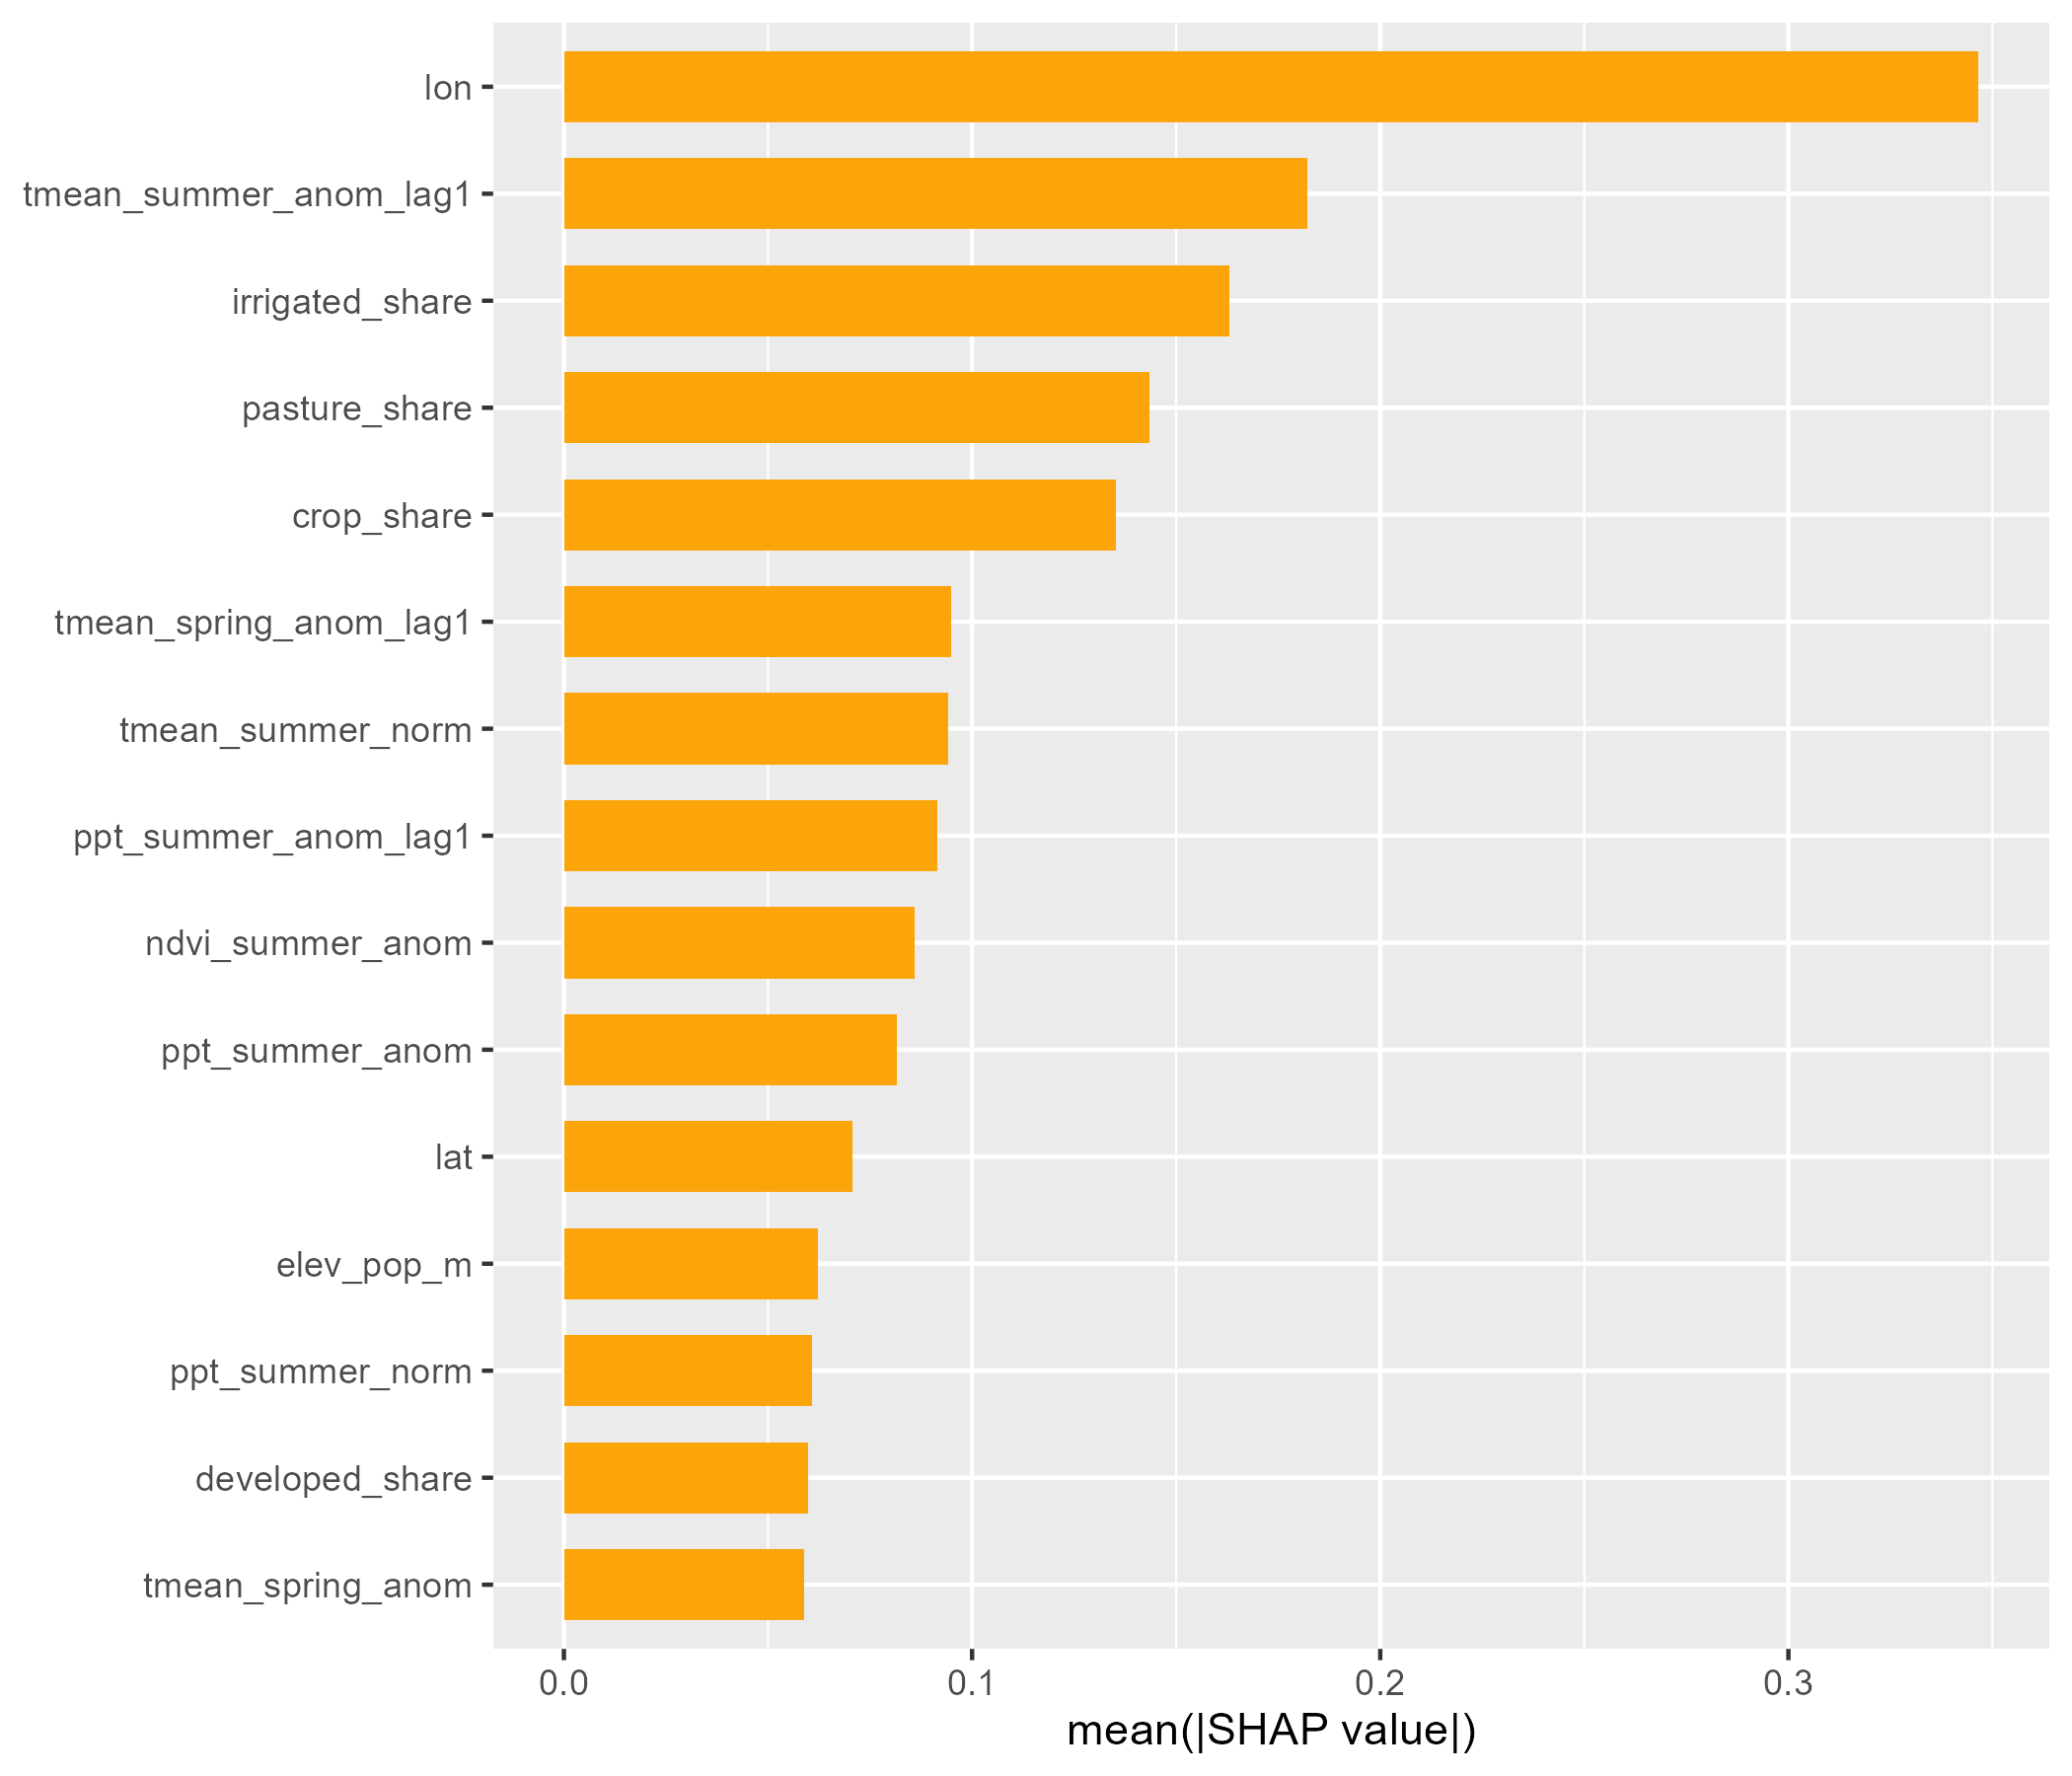 lon
tmean_summer_anom_lag1
irrigated_share
pasture_share
crop_share
tmean_spring_anom_lag1
tmean_summer_norm
ppt_summer_anom_lag1
ndvi_summer_anom
ppt_summer_anom
lat
elev_pop_m
ppt_summer_norm
developed_share
tmean_spring_anom
0.0 0.1 0.2 0.3
mean(|SHAP value|)